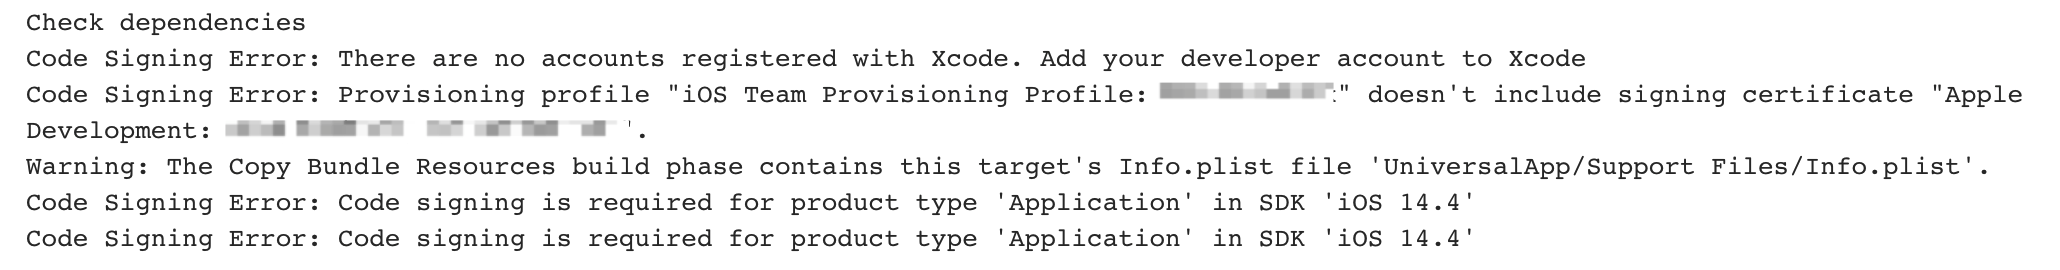 Check dependencies
Code Signing Error: There are no accounts registered with Xcode. Add your developer account to Xcode
Code Signing Error: Provisioning profile "iOS Team Provisioning Profile: " doesn't include signing certificate "Apple
Development: '.
Warning: The Copy Bundle Resources build phase contains this target's Info.plist file 'UniversalApp/Support Files/Info.plist'.
Code Signing Error: Code signing is required for product type 'Application' in SDK 'iOS 14.4'
Code Signing Error: Code signing is required for product type 'Application' in SDK 'iOS 14.4'